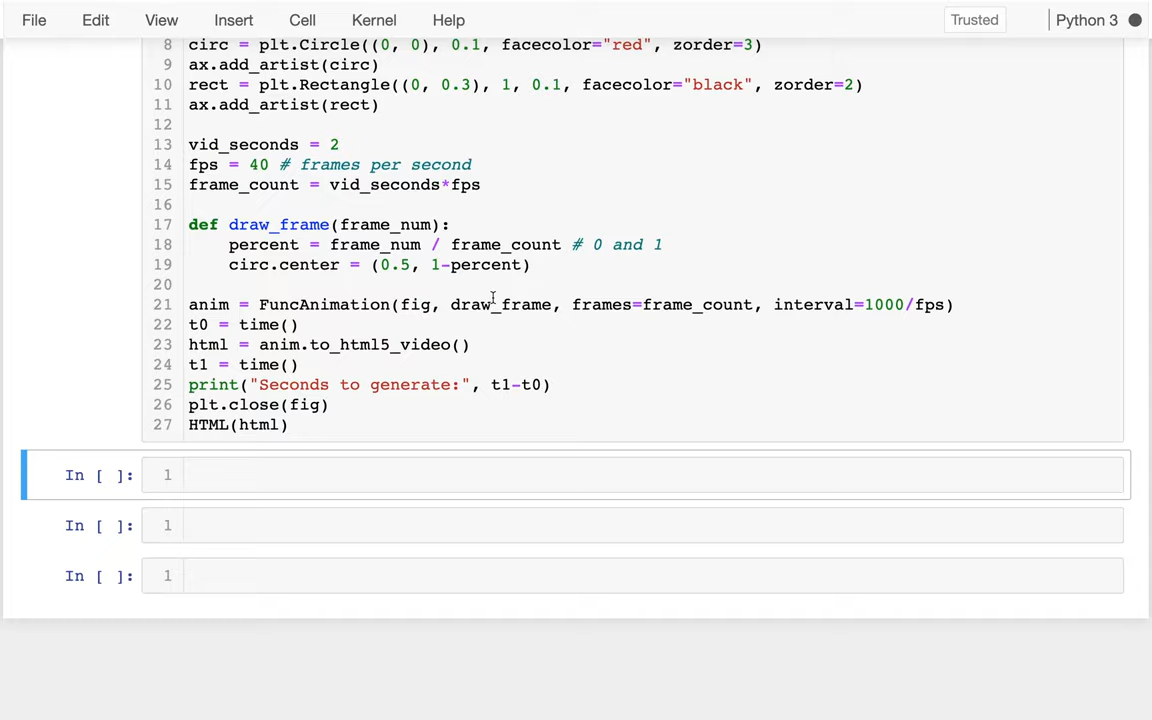 File Edit View Insert Cell Kernel Help Trusted Python 3
8 circ = plt.Circle((0, 0), 0.1, facecolor="red", zorder=3)
9 ax.add_artist(circ)
10 rect = plt.Rectangle((0, 0.3), 1, 0.1, facecolor="black", zorder=2)
11 ax.add_artist(rect)
12
13 vid_seconds = 2
14 fps = 40 # frames per second
15 frame_count = vid_seconds*fps
16
17 def draw_frame(frame_num):
18     percent = frame_num / frame_count # 0 and 1
19     circ.center = (0.5, 1-percent)
20
21 anim = FuncAnimation(fig, draw_frame, frames=frame_count, interval=1000/fps)
22 t0 = time()
23 html = anim.to_html5_video()
24 t1 = time()
25 print("Seconds to generate:", t1-t0)
26 plt.close(fig)
27 HTML(html)
In [ ]: 1
In [ ]: 1
In [ ]: 1